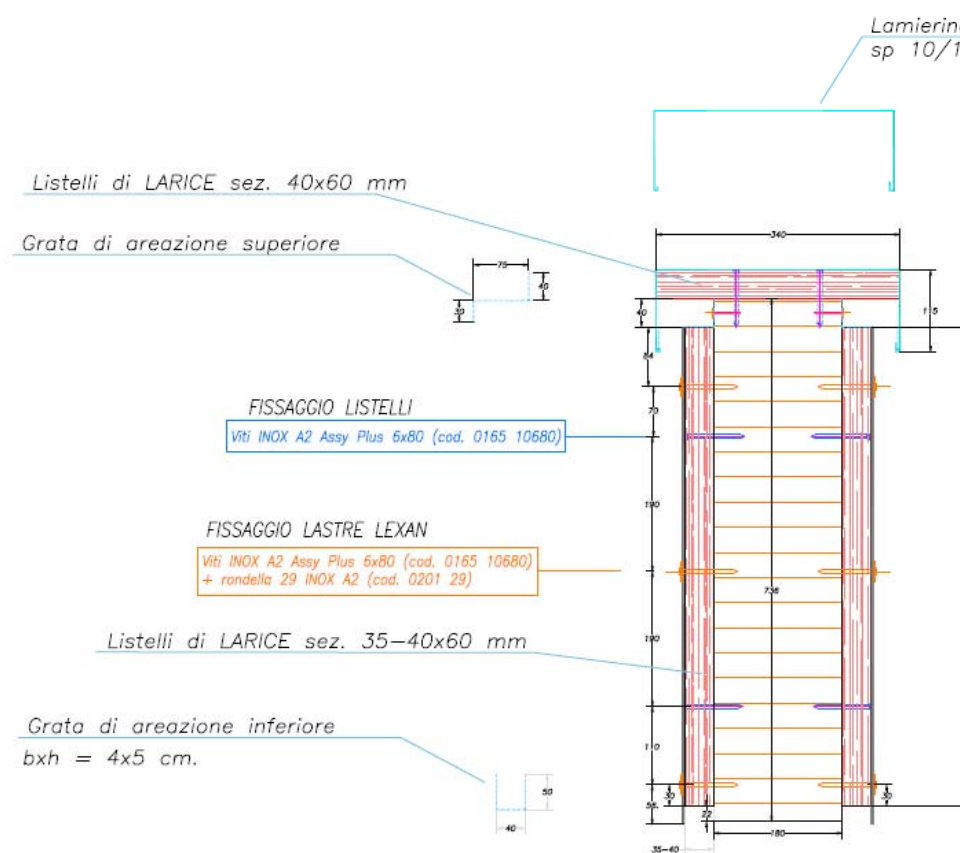 Lamierino
sp 10/1
Listelli di LARICE sez. 40x60 mm
Grata di areazione superiore
340
75
40
30
40
115
84
70
FISSAGGIO LISTELLI
Viti INOX A2 Assy Plus 6x80 (cod. 0165 10680)
190
FISSAGGIO LASTRE LEXAN
Viti INOX A2 Assy Plus 6x80 (cod. 0165 10680)
+ rondella 29 INOX A2 (cod. 0201 29)
736
190
Listelli di LARICE sez. 35-40x60 mm
Grata di areazione inferiore
bxh = 4x5 cm.
110
50
40
30
30
56
22
180
35-40